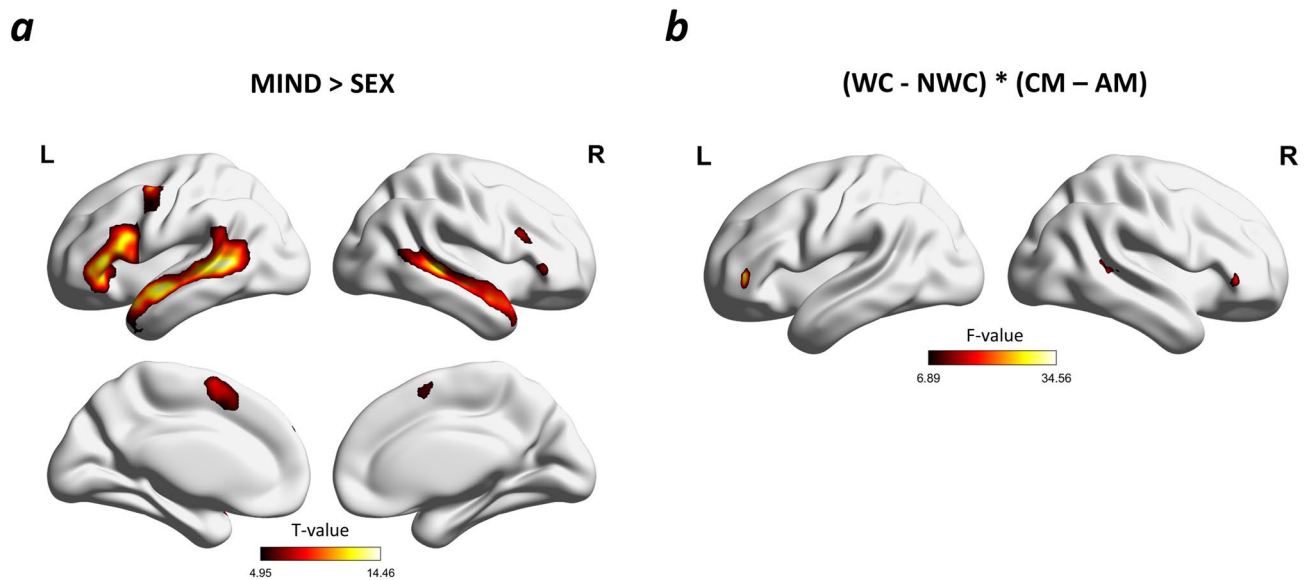 a
MIND > SEX
L
R
T-value
4.95
14.46
b
(WC - NWC) * (CM – AM)
L
R
F-value
6.89
34.56